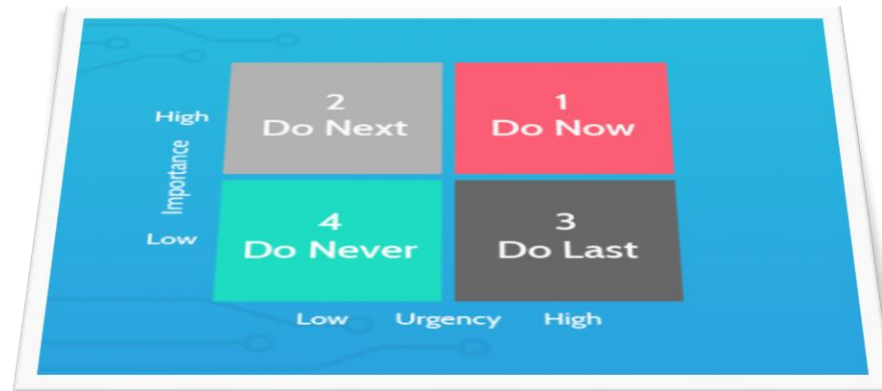 High
Importance
Low
2
Do Next
1
Do Now
4
Do Never
3
Do Last
Low Urgency High